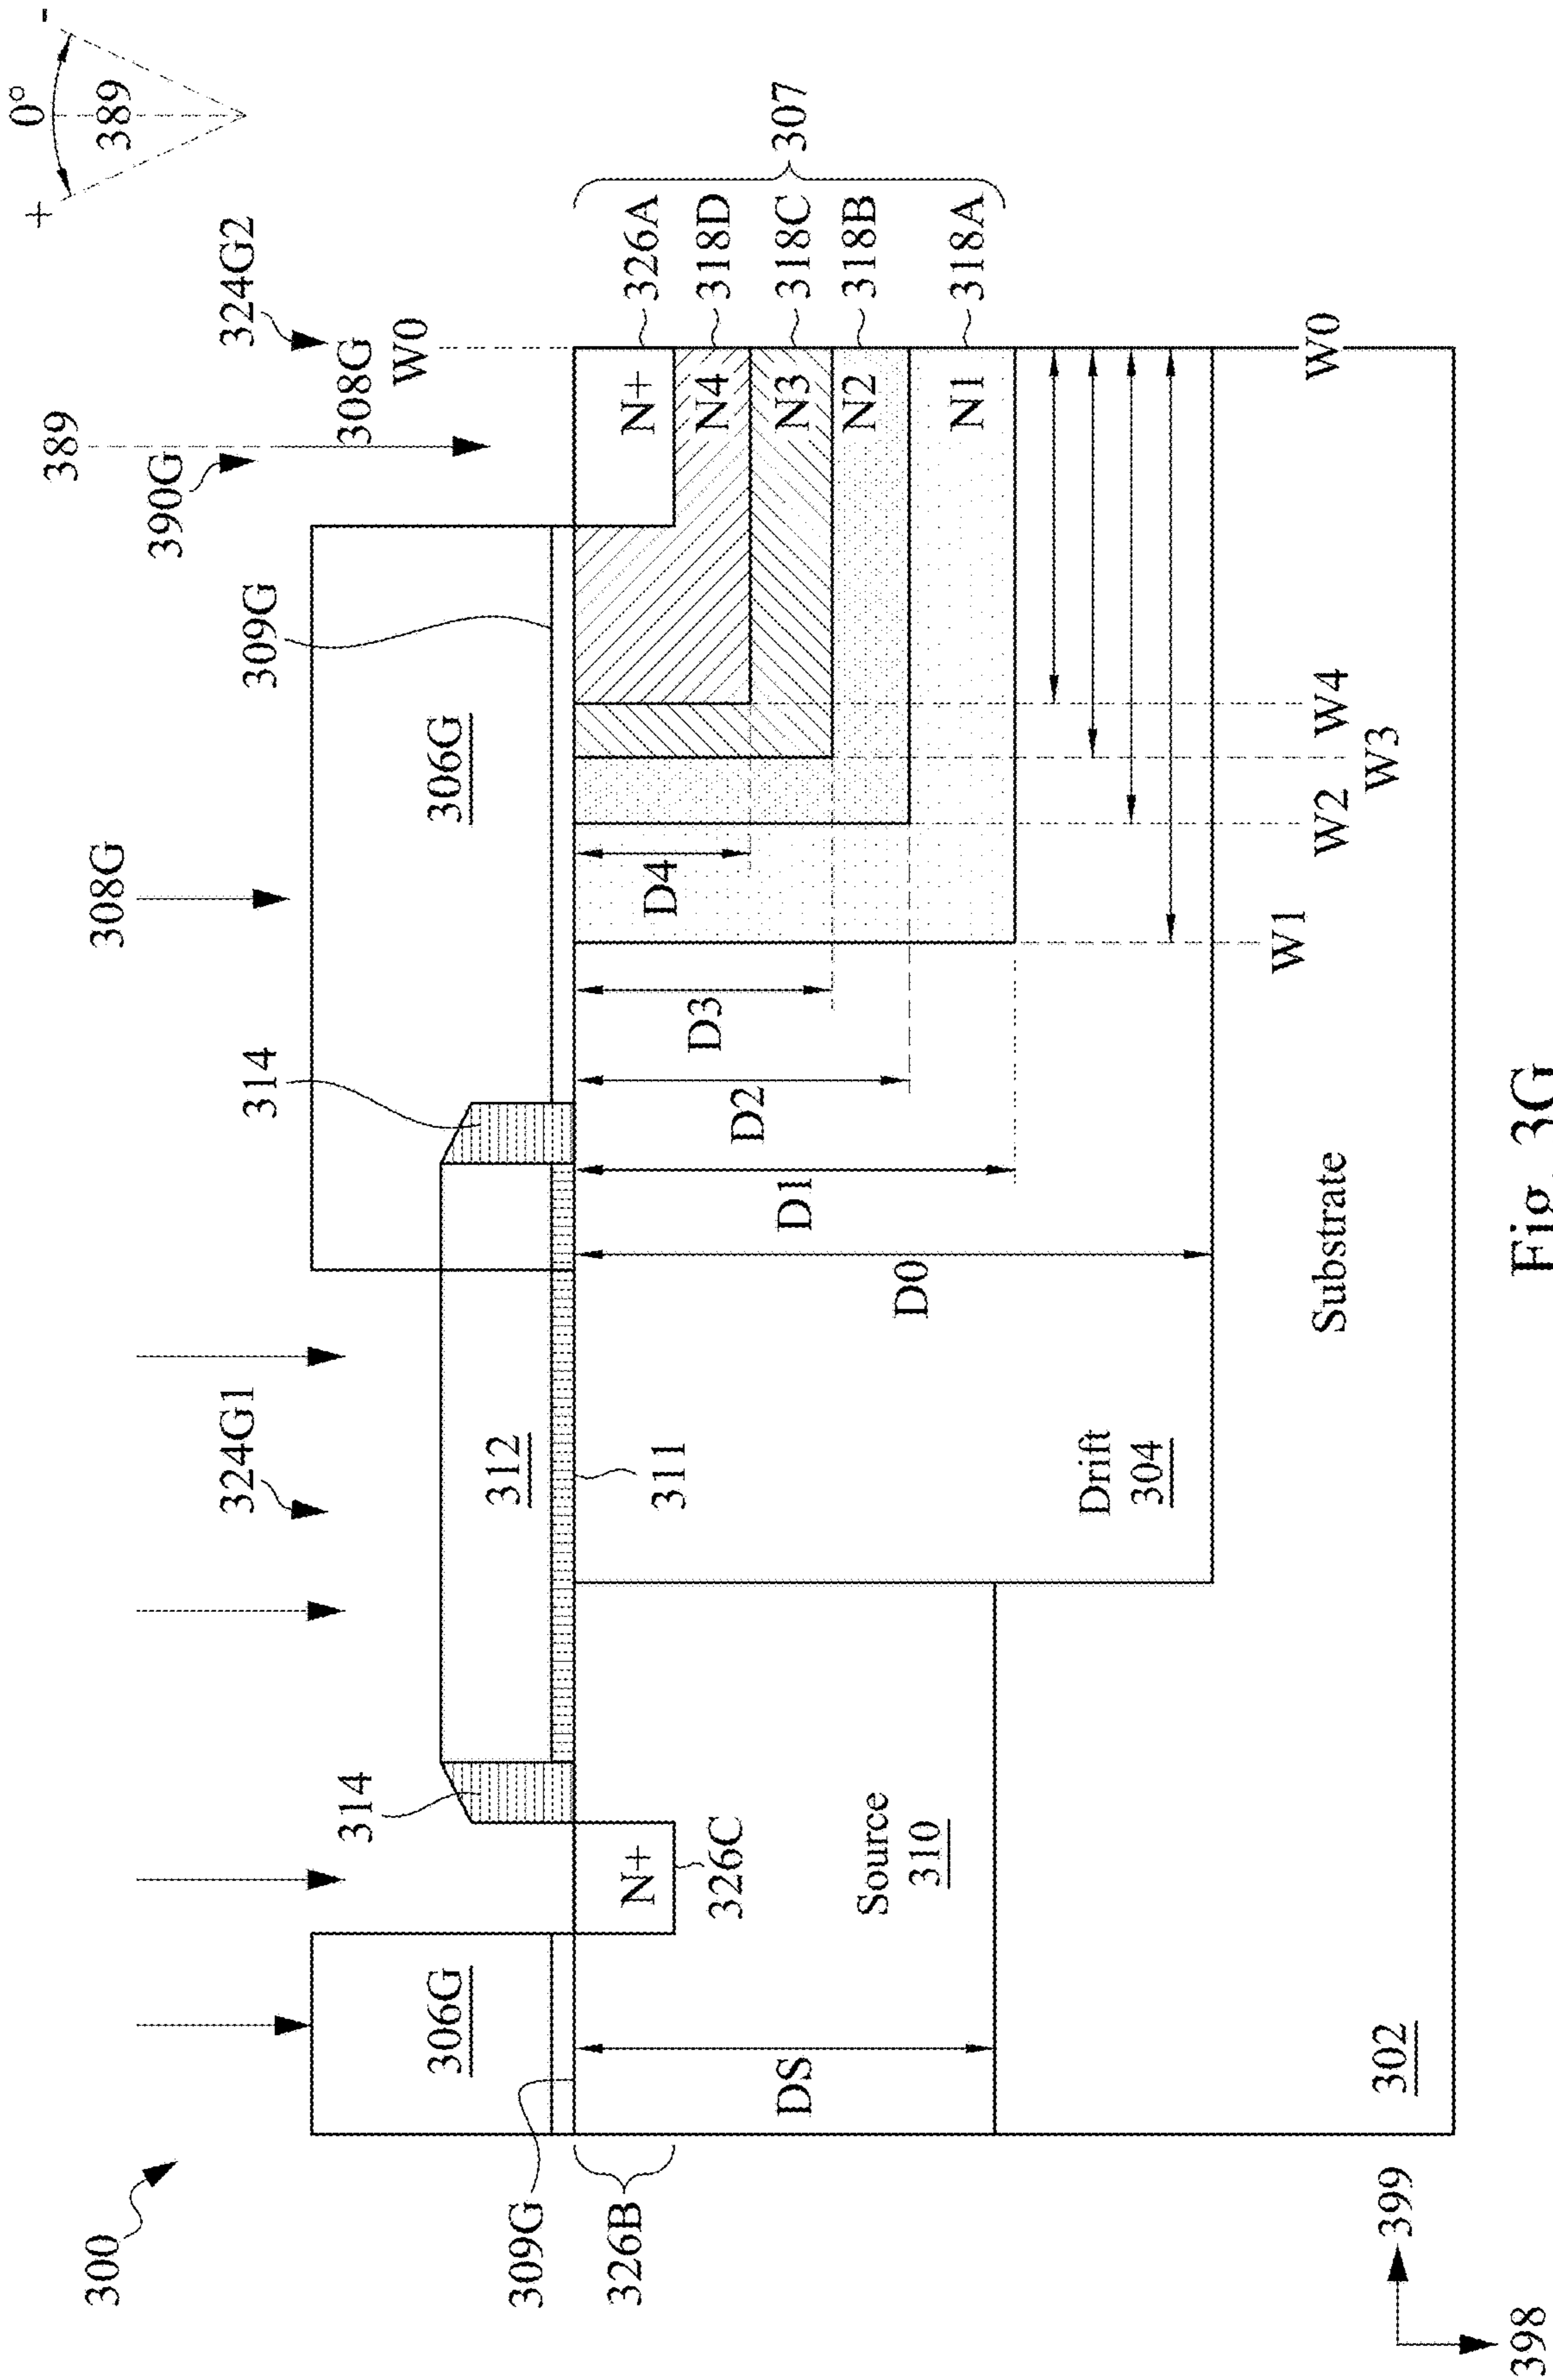 300
308G
389
0°
+
-
389
390G
324G2
308G
W0
324G1
314
314
309G
306G
306G
312
309G
311
326B
N+
326C
N+
N4
N3
N2
N1
326A
318D
318C
318B
318A
307
DS
D0
D1
D2
D3
D4
Source
310
Drift
304
W1
W2
W3
W4
W0
Substrate
302
399
398
Fig. 3G